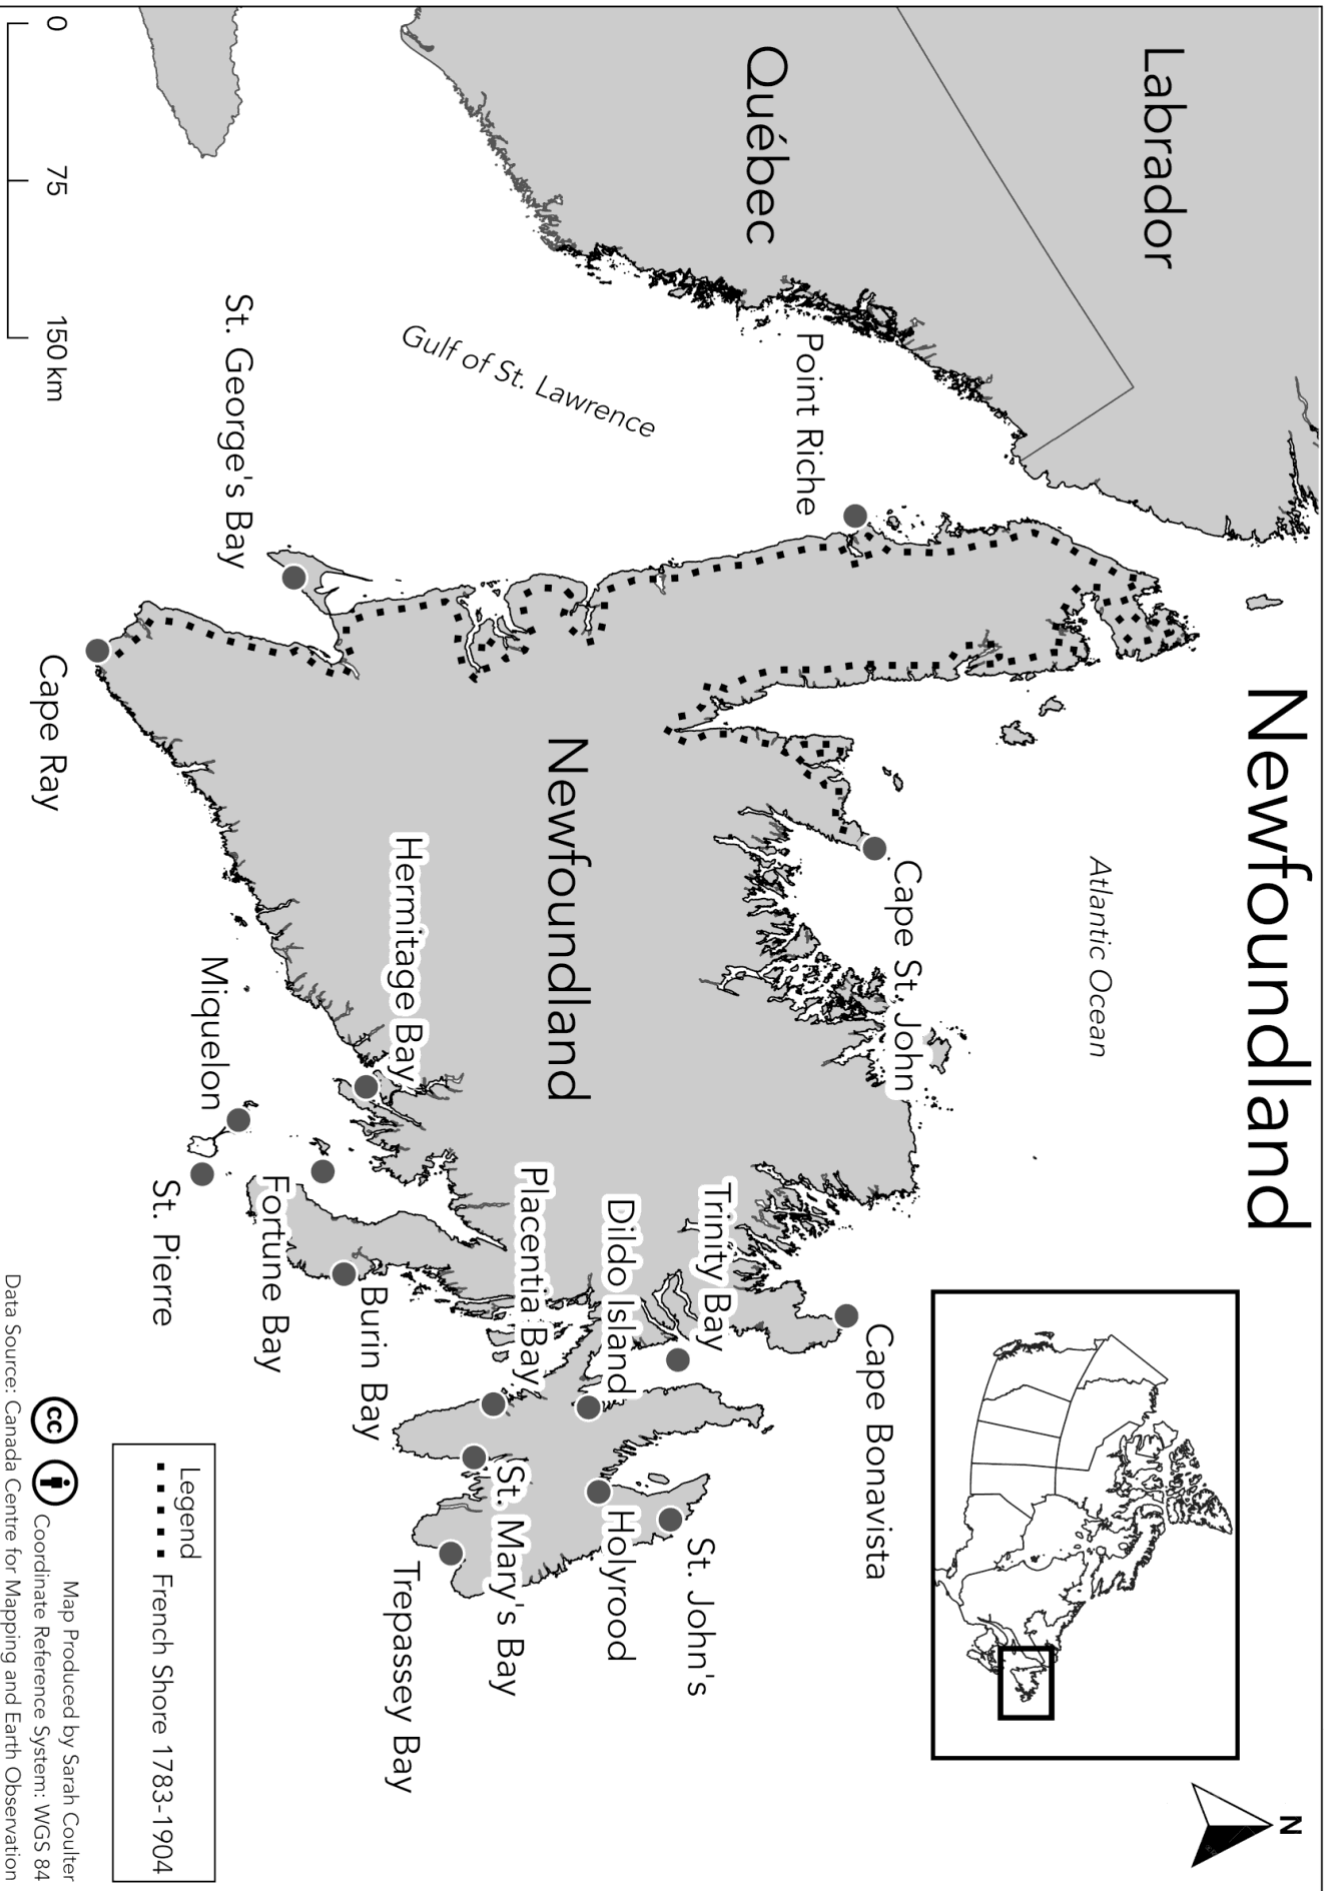 Newfoundland
N
Labrador
Québec
Atlantic Ocean
Point Riche
Cape St. John
Cape Bonavista
Gulf of St. Lawrence
Newfoundland
Trinity Bay
St. John's
Dildo Island
Holyrood
Placentia Bay
St. Mary's Bay
Hermitage Bay
Trepassey Bay
Burin Bay
St. George's Bay
Fortune Bay
Miquelon
St. Pierre
Cape Ray
Legend
French Shore 1783-1904
0 75 150 km
Map Produced by Sarah Coulter
cc
Coordinate Reference System: WGS 84
Data Source: Canada Centre for Mapping and Earth Observation